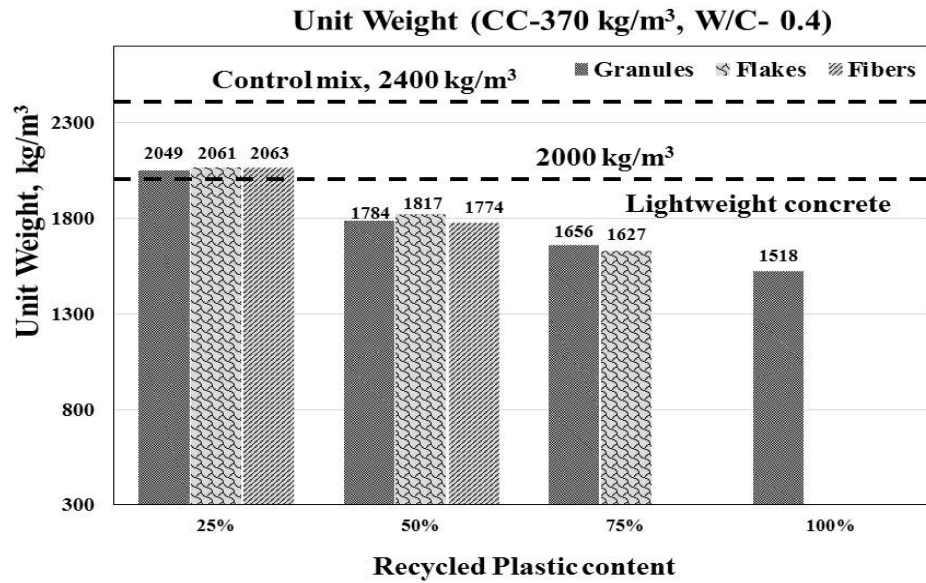 Unit Weight (CC-370 kg/m³, W/C- 0.4)
Control mix, 2400 kg/m³
Granules Flakes Fibers
2300
2049 2061 2063
2000 kg/m³
1800
1784 1817 1774
Lightweight concrete
1656 1627
1518
1300
800
300
25% 50% 75% 100%
Unit Weight, kg/m³
Recycled Plastic content